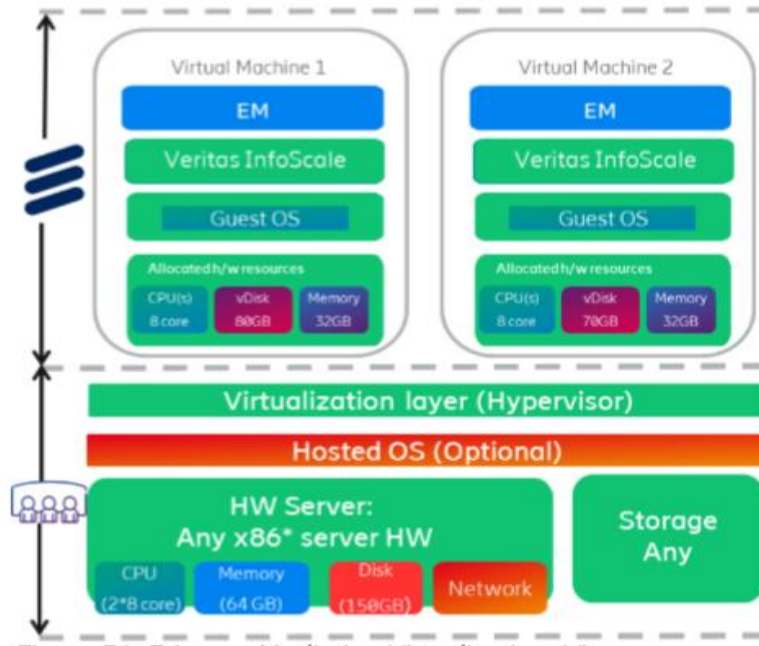 Virtual Machine 1
EM
Veritas InfoScale
Guest OS
Allocated h/w resources
CPU(s)
8 core
vDisk
80GB
Memory
32GB
Virtual Machine 2
EM
Veritas InfoScale
Guest OS
Allocated h/w resources
CPU(s)
8 core
vDisk
70GB
Memory
32GB
Virtualization layer (Hypervisor)
Hosted OS (Optional)
HW Server:
Any x86* server HW
CPU
(2*8 core)
Memory
(64 GB)
Disk
(150GB)
Network
Storage
Any